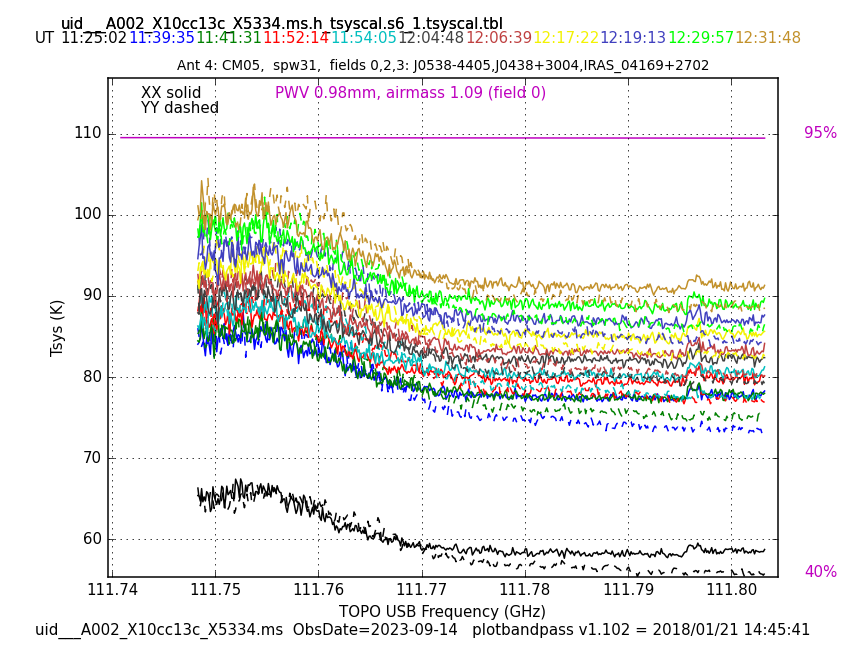 uid___A002_X10cc13c_X5334.ms.h_tsyscal.s6_1.tsyscal.tbl
UT 11:25:02 11:39:35 11:41:31 11:52:14 11:54:05 12:04:48 12:06:39 12:17:22 12:19:13 12:29:57 12:31:48
Ant 4: CM05, spw31, fields 0,2,3: J0538-4405,J0438+3004,IRAS_04169+2702
XX solid
PWV 0.98mm, airmass 1.09 (field 0)
YY dashed
95%
110
100
90
80
70
60
Tsys (K)
40%
111.74 111.75 111.76 111.77 111.78 111.79 111.80
TOPO USB Frequency (GHz)
uid___A002_X10cc13c_X5334.ms ObsDate=2023-09-14 plotbandpass v1.102 = 2018/01/21 14:45:41